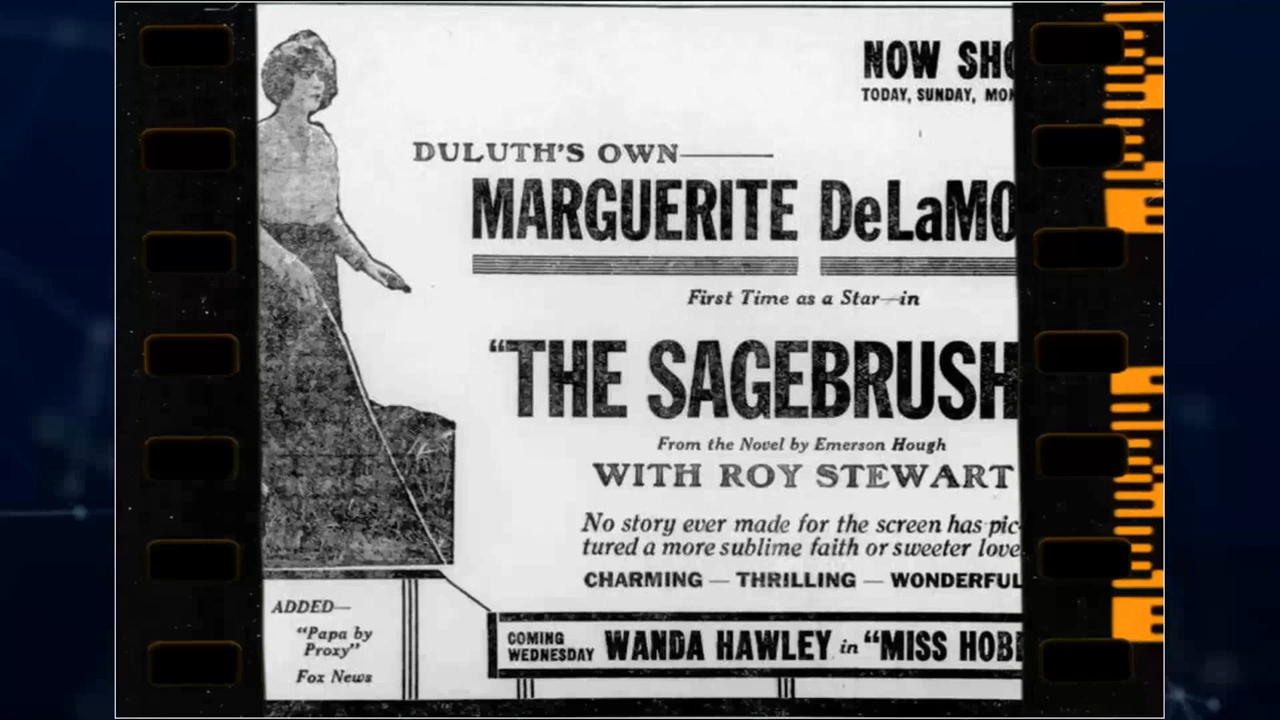 NOW SHO
TODAY, SUNDAY, MON
DULUTH'S OWN—
MARGUERITE DeLaMO
First Time as a Star—in
"THE SAGEBRUSH
From the Novel by Emerson Hough
WITH ROY STEWART
No story ever made for the screen has pic-
tured a more sublime faith or sweeter love
CHARMING — THRILLING — WONDERFUL
ADDED—
"Papa by
Proxy"
Fox News
COMING
WEDNESDAY
WANDA HAWLEY in "MISS HOBB